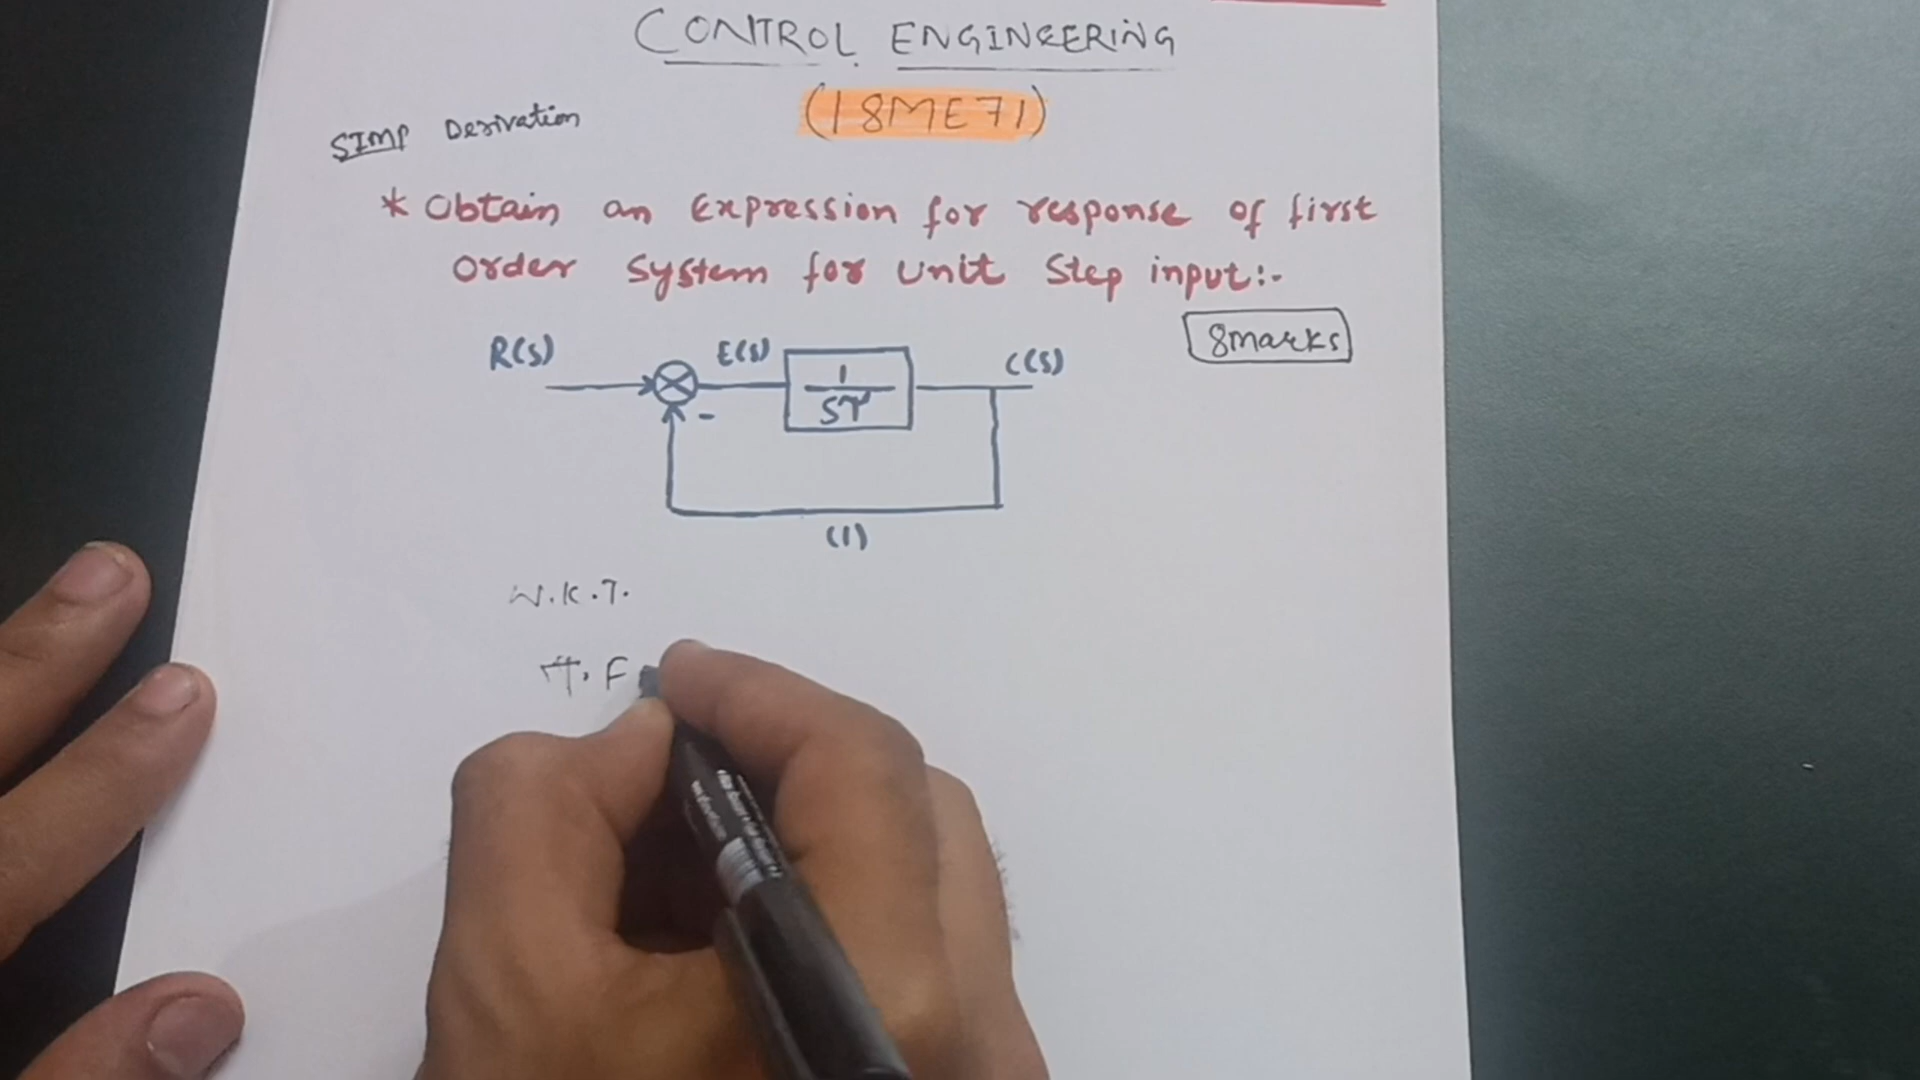 CONTROL ENGINEERING
(18ME71)
SIMP Derivation
* Obtain an Expression for response of first
order system for unit step input:-
8marks
R(s) E(s) 1/Sτ C(s)
-
(1)
W.K.T.
T.F